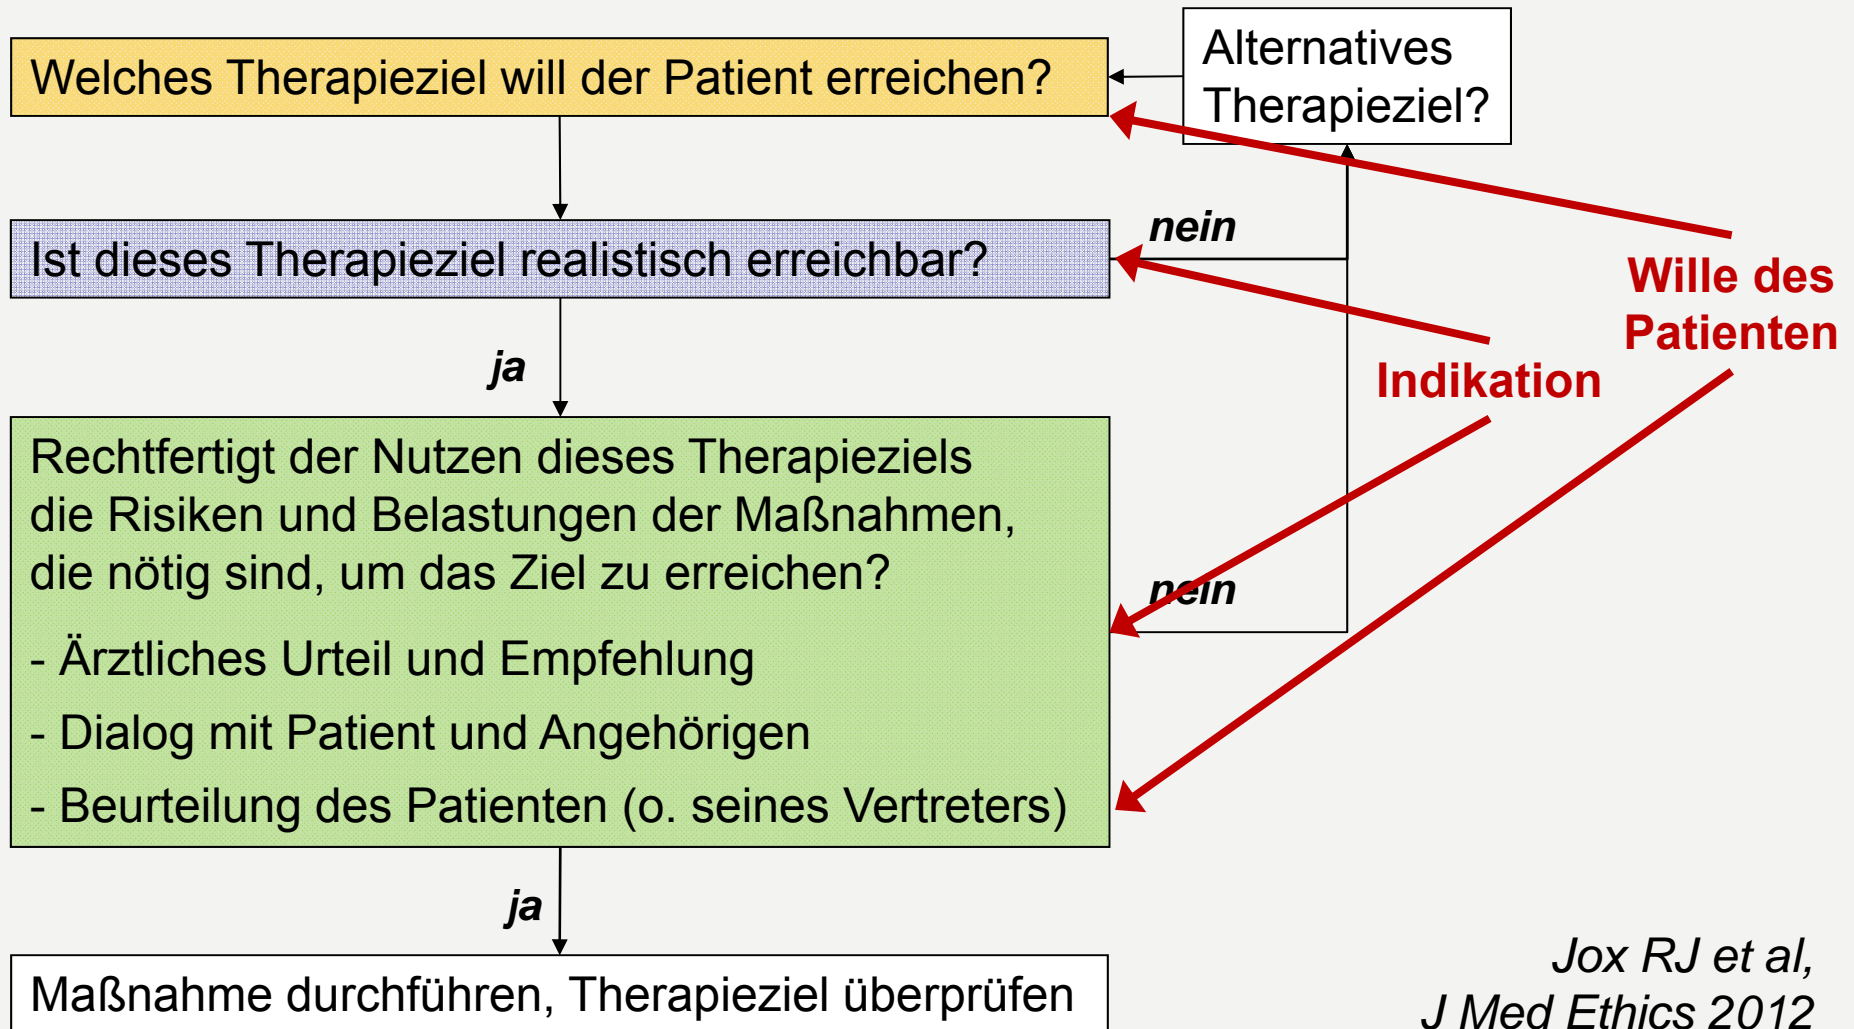 Welches Therapieziel will der Patient erreichen?
Alternatives
Therapieziel?
Ist dieses Therapieziel realistisch erreichbar?
nein
Wille des
Patienten
Indikation
ja
Rechtfertigt der Nutzen dieses Therapieziels
die Risiken und Belastungen der Maßnahmen,
die nötig sind, um das Ziel zu erreichen?
nein
- Ärztliches Urteil und Empfehlung
- Dialog mit Patient und Angehörigen
- Beurteilung des Patienten (o. seines Vertreters)
ja
Maßnahme durchführen, Therapieziel überprüfen
Jox RJ et al,
J Med Ethics 2012